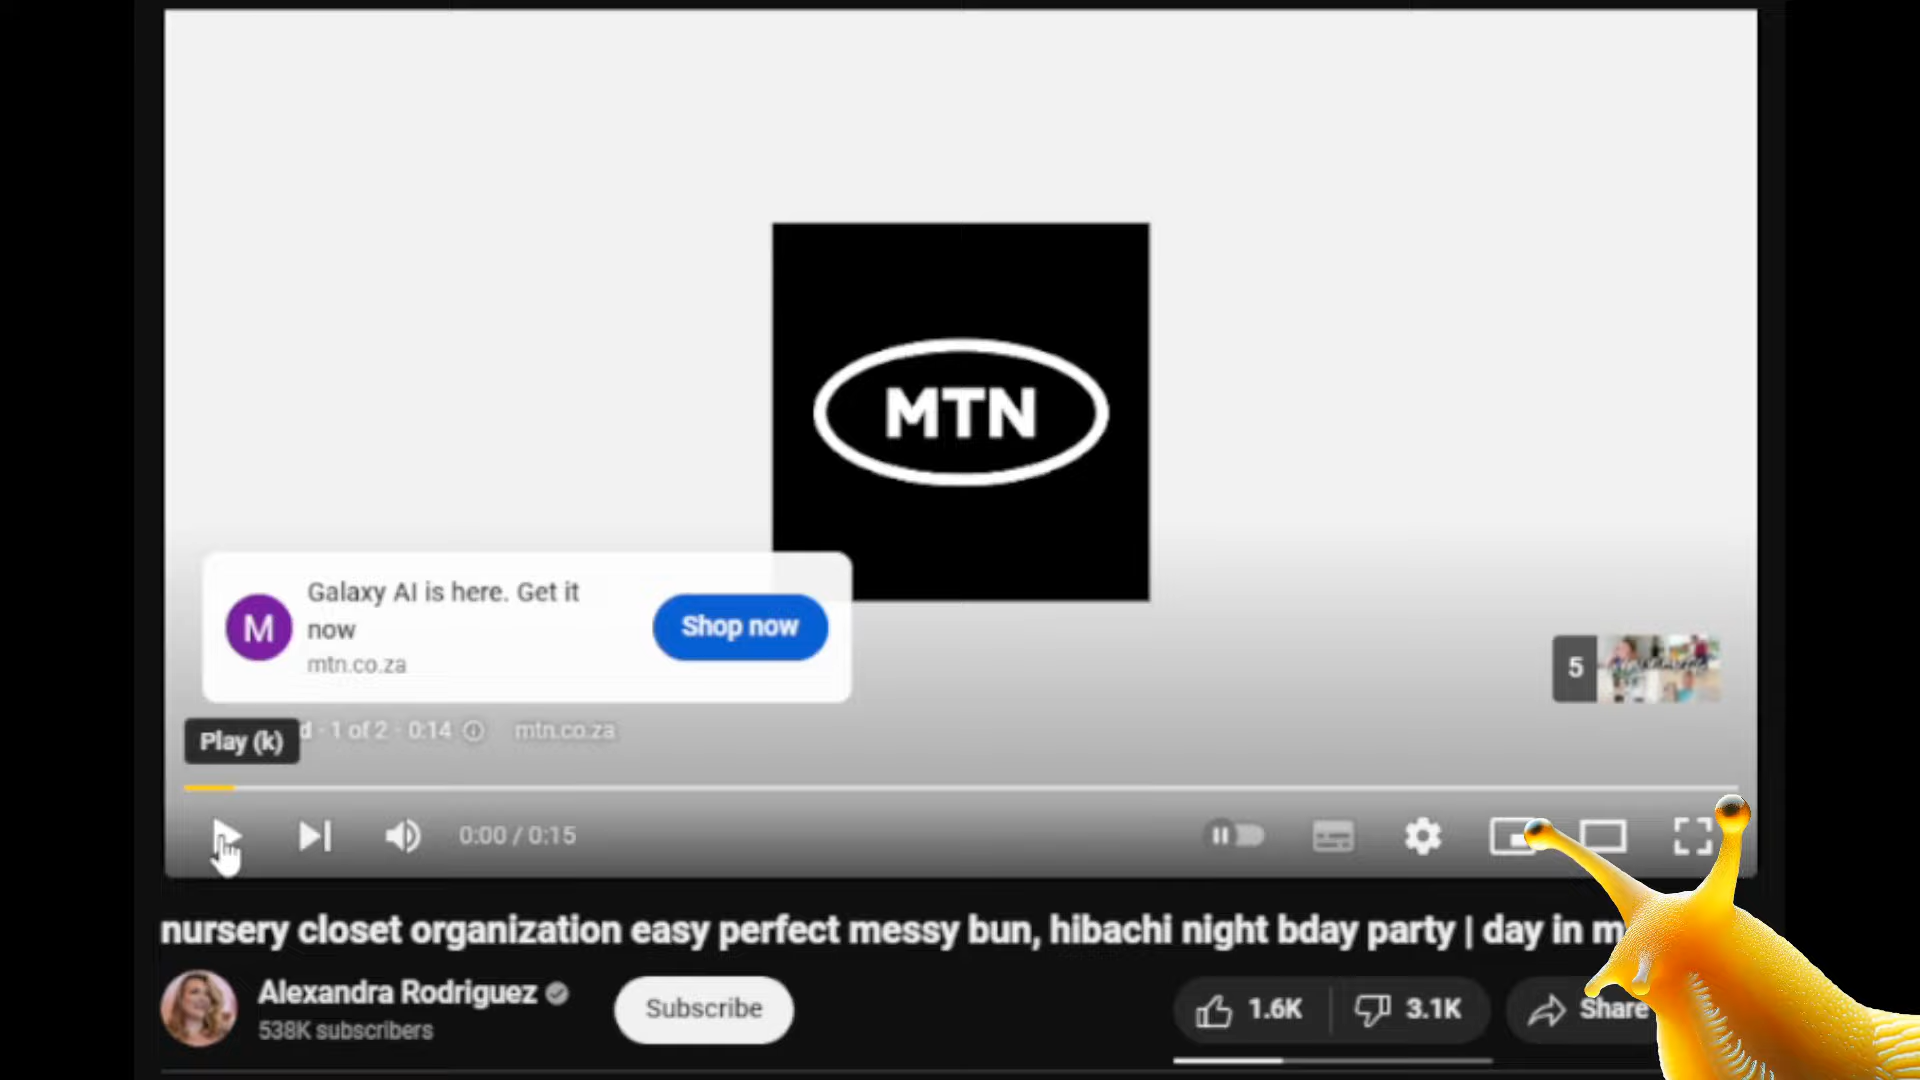 MTN
Galaxy AI is here. Get it
now
mtn.co.za
Shop now
5
Play (k)
1 of 2 · 0:14
mtn.co.za
0:00 / 0:15
nursery closet organization easy perfect messy bun, hibachi night bday party | day in
Alexandra Rodriguez
538K subscribers
Subscribe
1.6K
3.1K
Share
M